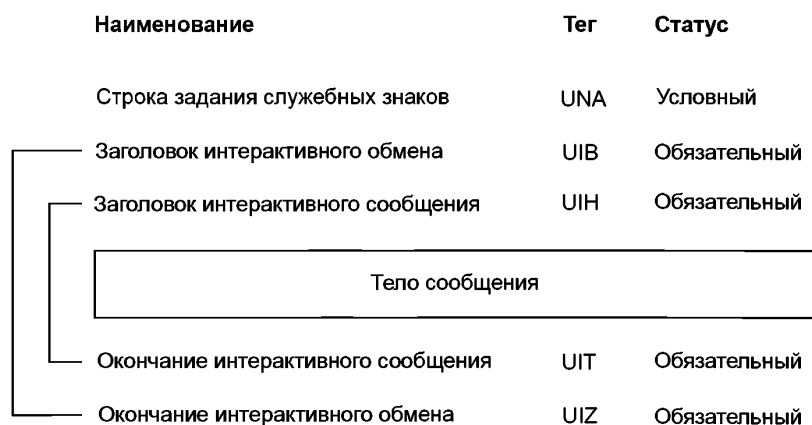 Наименование Тег Статус
Строка задания служебных знаков UNA Условный
Заголовок интерактивного обмена UIB Обязательный
Заголовок интерактивного сообщения UIH Обязательный
Тело сообщения
Окончание интерактивного сообщения UIT Обязательный
Окончание интерактивного обмена UIZ Обязательный